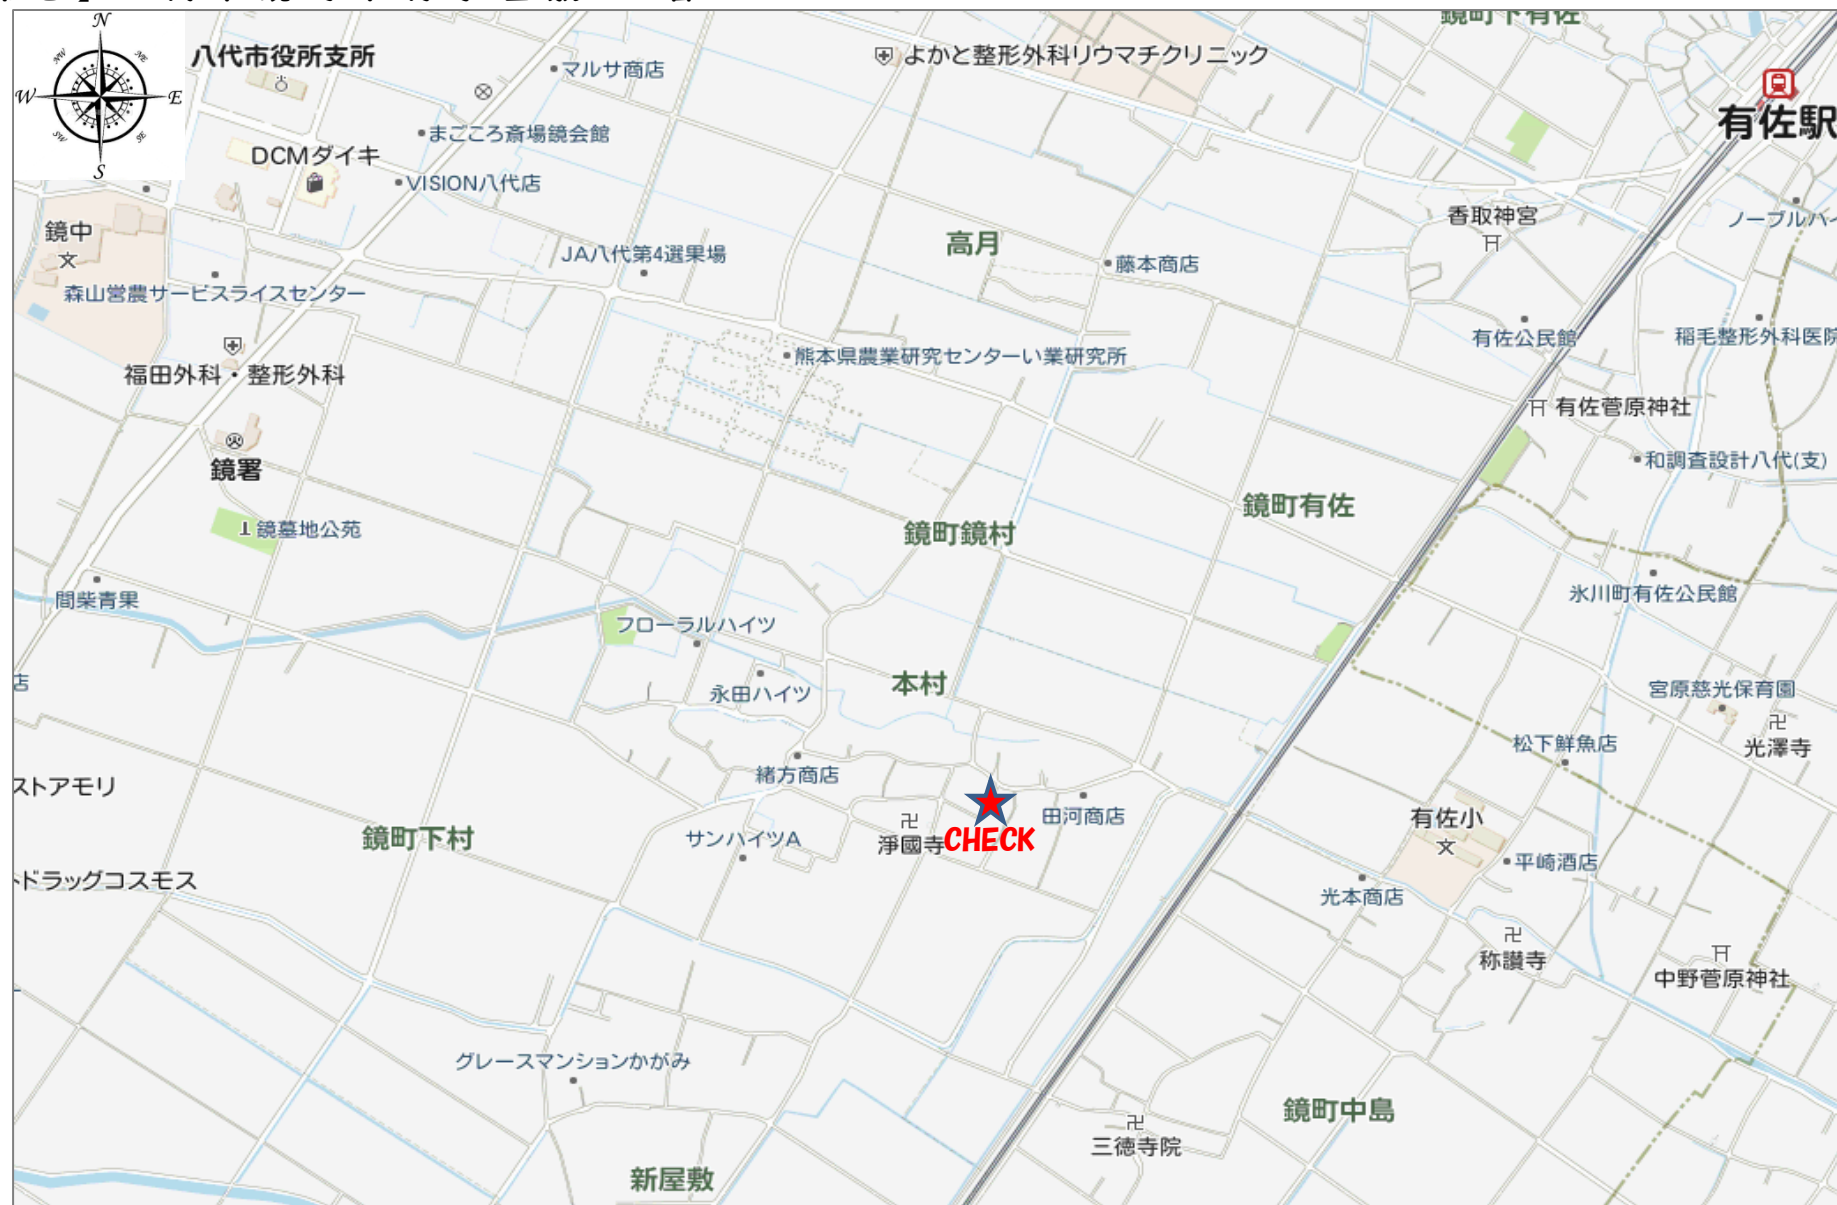 N
NW
NE
W
E
SW
SE
S
八代市役所支所
マルサ商店
よかと整形外科リウマチクリニック
鏡町下有佐
有佐駅
まごころ斎場鏡会館
DCMダイキ
VISION八代店
鏡中
文
JA八代第4選果場
高月
藤本商店
香取神宮
ノーブルハイ
森山営農サービスライスセンター
有佐公民館
稲毛整形外科医院
熊本県農業研究センターい業研究所
福田外科・整形外科
有佐菅原神社
鏡署
和調査設計八代(支)
鏡町有佐
鏡墓地公苑
鏡町鏡村
間柴青果
氷川町有佐公民館
フローラルハイツ
店
永田ハイツ
本村
宮原慈光保育園
光澤寺
松下鮮魚店
緒方商店
ストアモリ
田河商店
有佐小
文
鏡町下村
サンハイツA
淨國寺
CHECK
平崎酒店
ドラッグコスモス
光本商店
称讃寺
中野菅原神社
グレースマンションかがみ
鏡町中島
三徳寺院
新屋敷